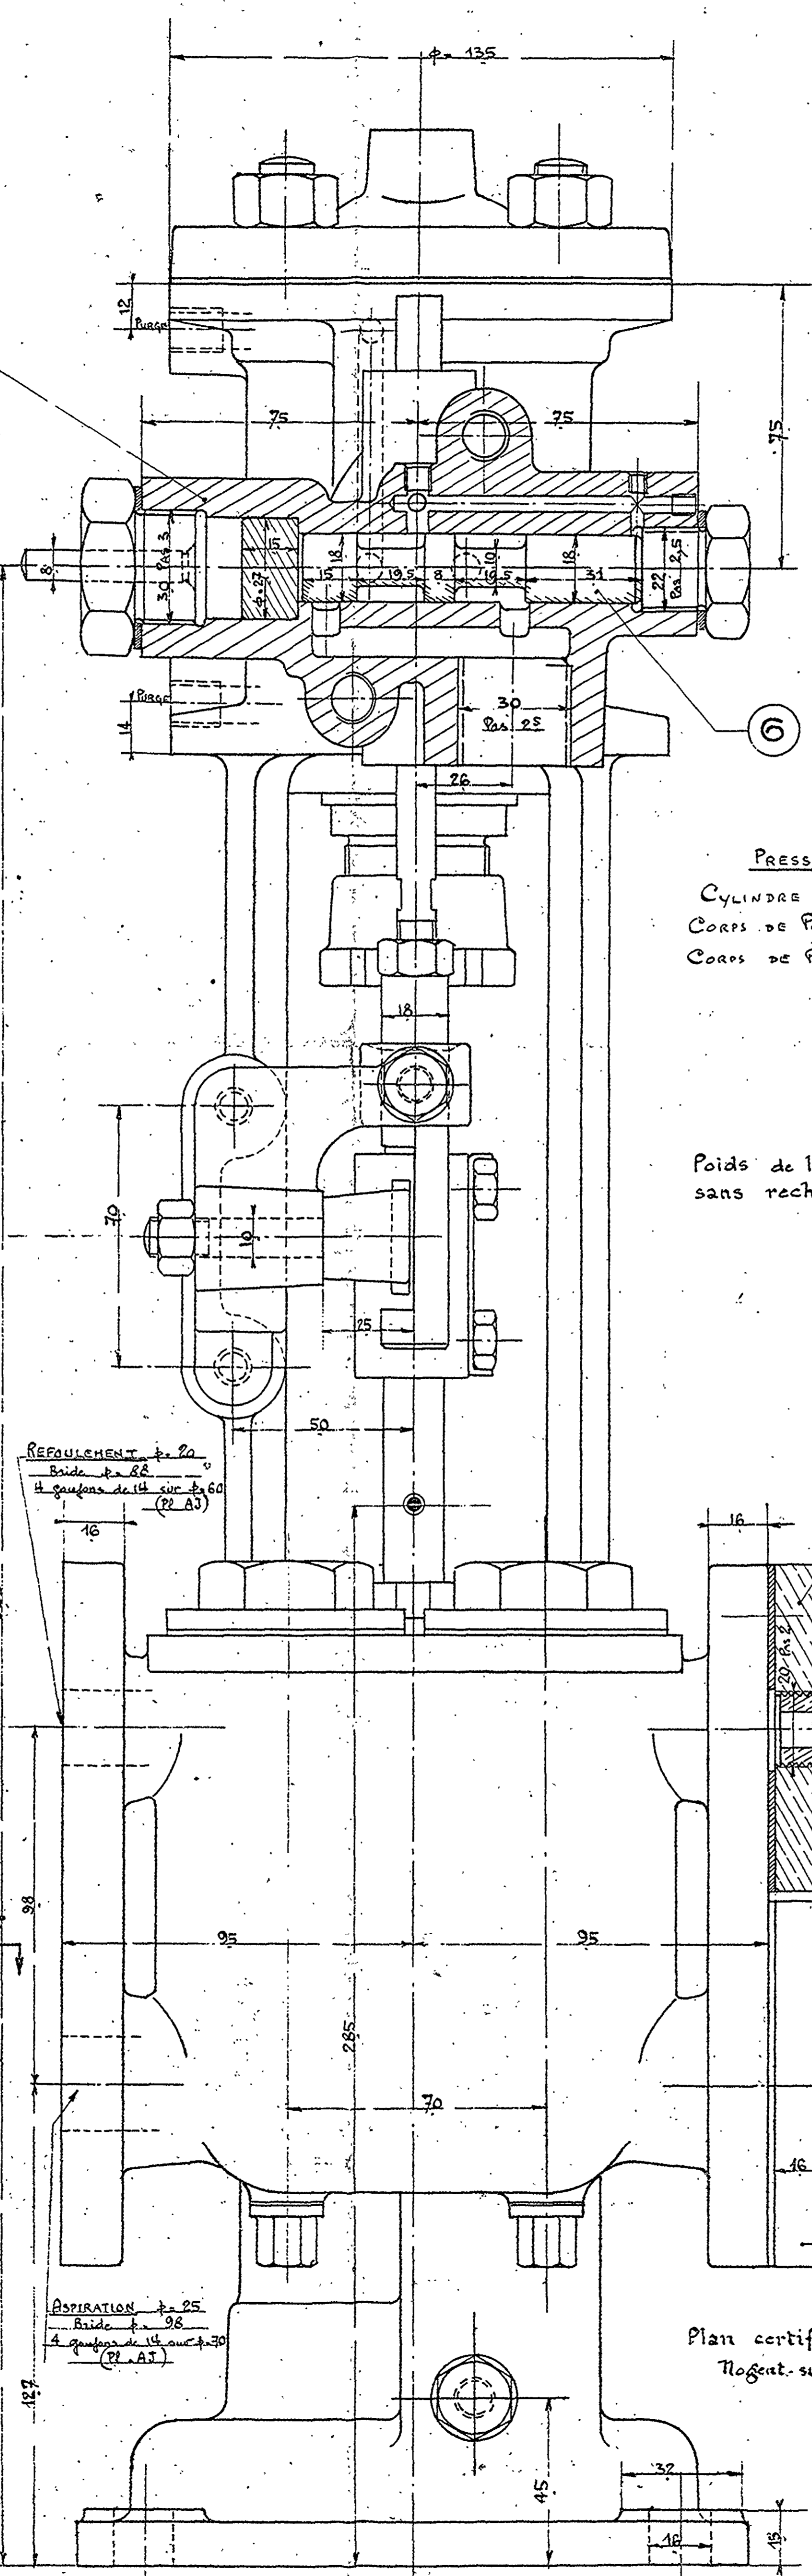 φ = 135
12
PURGE
75
75
75
8
30 PAS 3
φ=27
15
18
15
19.5
8
10
19.5
18
31
22
Pas 2,5
PURGE
14
30
Pas 2⁵
26
6
PRESS
CYLINDRE
CORPS DE P
CORPS DE P
18
70
10
25
Poids de l
sans rech
50
REFOULEMENT φ= 20
Bride φ= 88
4 goujons de 14 sur φ=60
(Pl AJ)
16
16
20 Pas 2
98
95
95
285
70
16
ASPIRATION φ= 25
Bride φ= 98
4 goujons de 14 sur φ=70
(Pl. AJ)
Plan certif
Nogent-su
127
45
32
16
15